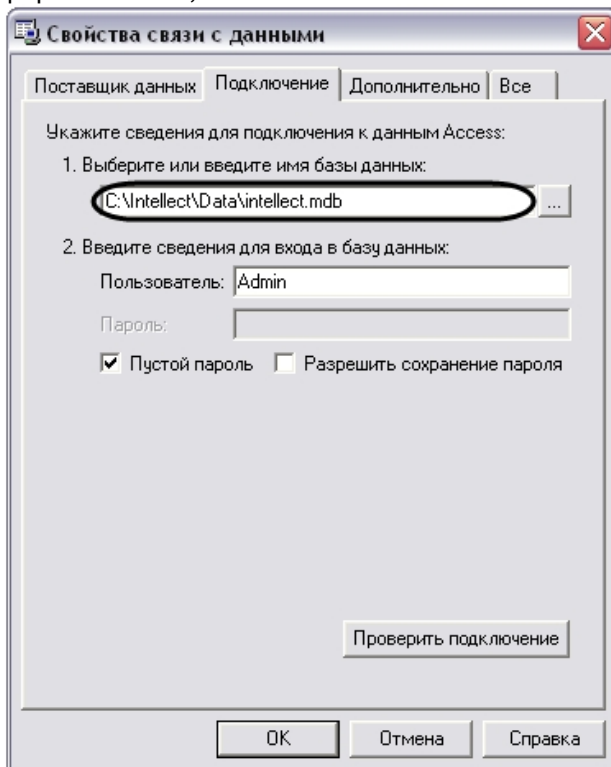 Свойства связи с данными
Поставщик данных Подключение Дополнительно Все
Укажите сведения для подключения к данным Access:
1. Выберите или введите имя базы данных:
C:\Intellect\Data\intellect.mdb ...
2. Введите сведения для входа в базу данных:
Пользователь: Admin
Пароль:
Пустой пароль Разрешить сохранение пароля
Проверить подключение
OK Отмена Справка